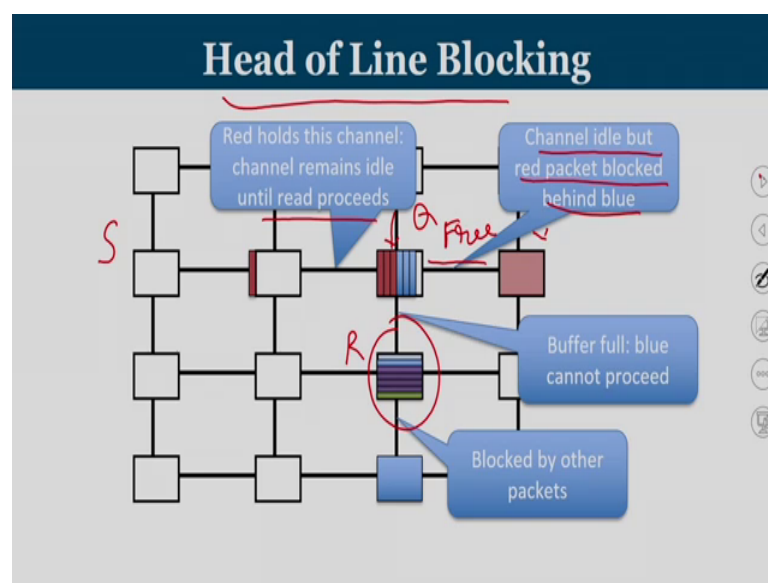 Head of Line Blocking
Red holds this channel:
channel remains idle
until read proceeds
Channel idle but
red packet blocked
behind blue
S
Q
Free
R
Buffer full: blue
cannot proceed
Blocked by other
packets